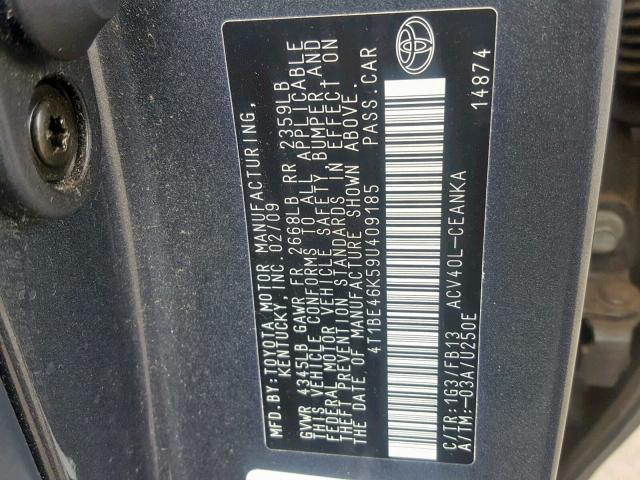 MFD. BY: TOYOTA MOTOR MANUFACTURING,
KENTUCKY, INC. 02/09
GVWR 4345LB GAWR FR 2668LB RR 2359LB
THIS VEHICLE CONFORMS TO ALL APPLICABLE
FEDERAL MOTOR VEHICLE SAFETY, BUMPER, AND
THEFT PREVENTION STANDARDS IN EFFECT ON
THE DATE OF MANUFACTURE SHOWN ABOVE.
4T1BE46K59U409185 PASS. CAR
C/TR:1G3/FB13 ACV40L-CEANKA
A/TM:-03A/U250E 14874